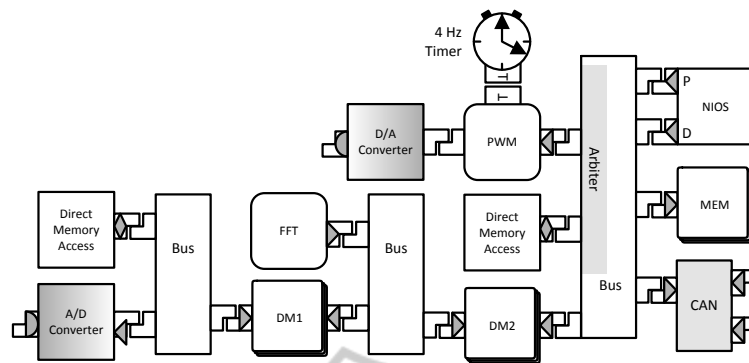 4 Hz
Timer
T
T
D/A
Converter
PWM
Arbiter
P
NIOS
D
Direct
Memory
Access
Bus
FFT
Bus
Direct
Memory
Access
MEM
Bus
A/D
Converter
DM1
DM2
CAN